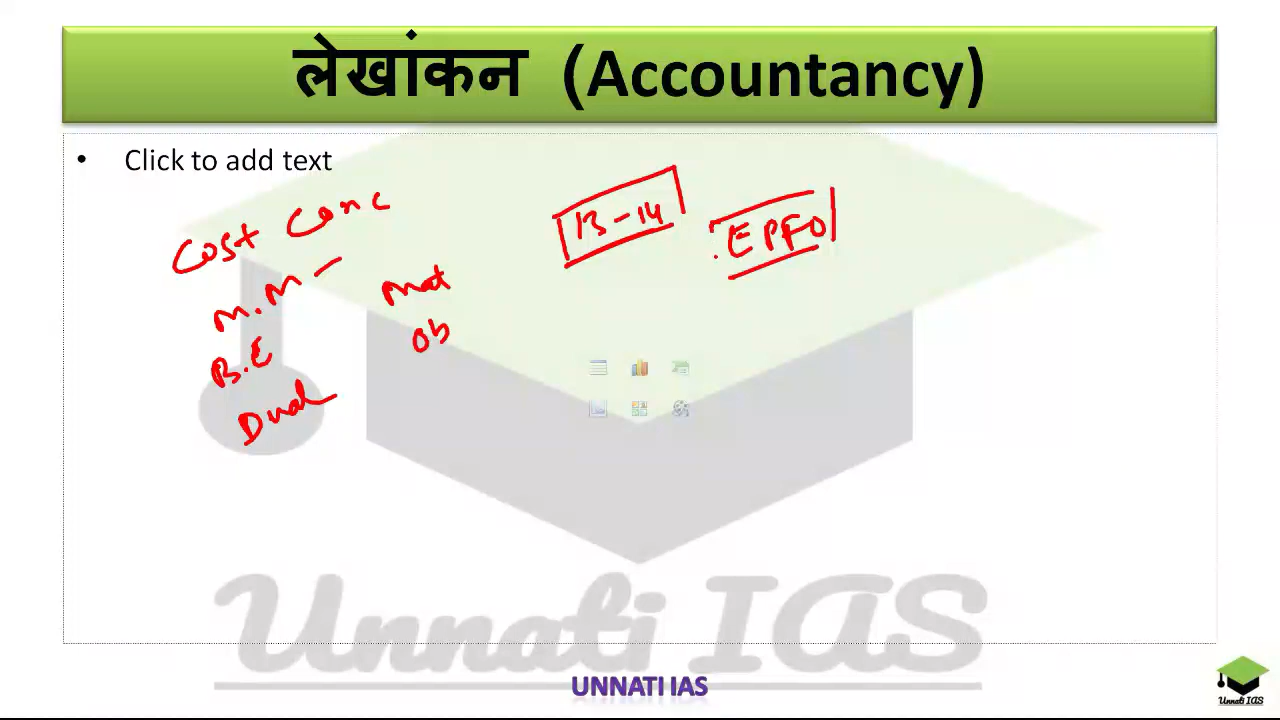 लेखांकन (Accountancy)
• Click to add text
Cost Conc
M.M -
B.E
Dual
Mat
Ob
13-14
EPFO
Unnati IAS
UNNATI IAS
Unnati IAS